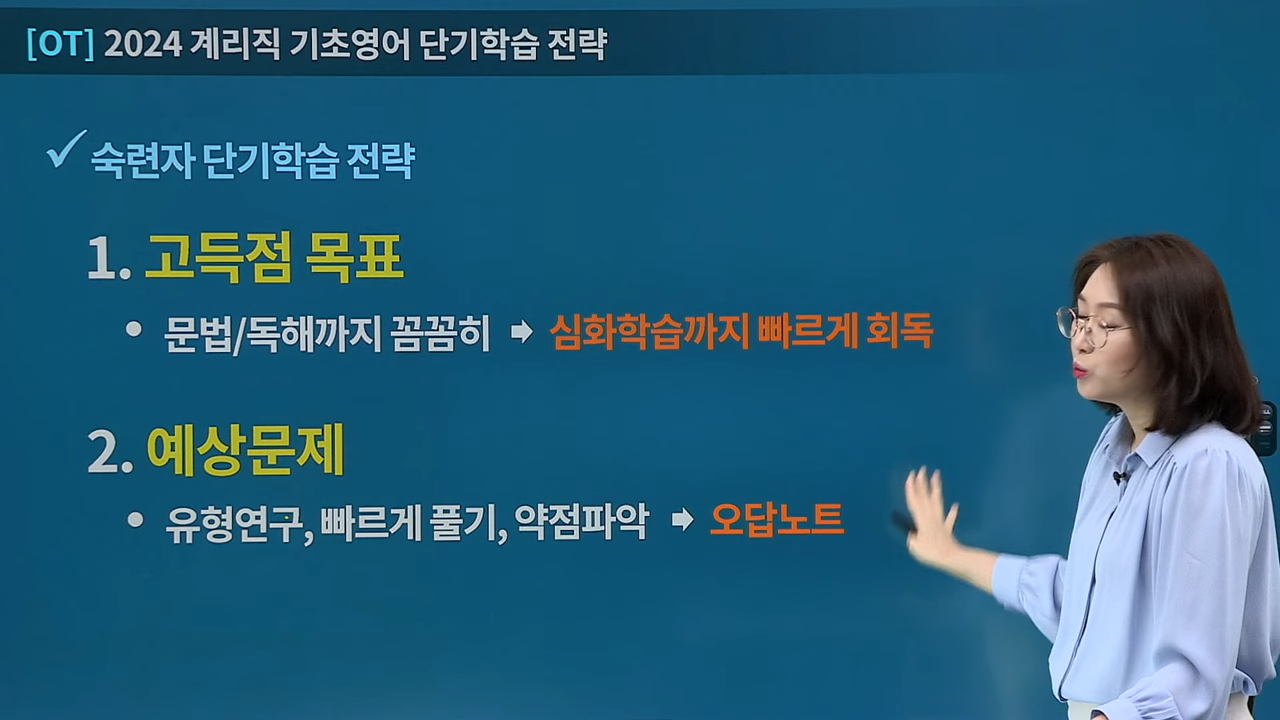 [OT] 2024 계리직 기초영어 단기학습 전략
✓ 숙련자 단기학습 전략
1. 고득점 목표
• 문법/독해까지 꼼꼼히 ➡ 심화학습까지 빠르게 회독
2. 예상문제
• 유형연구, 빠르게 풀기, 약점파악 ➡ 오답노트